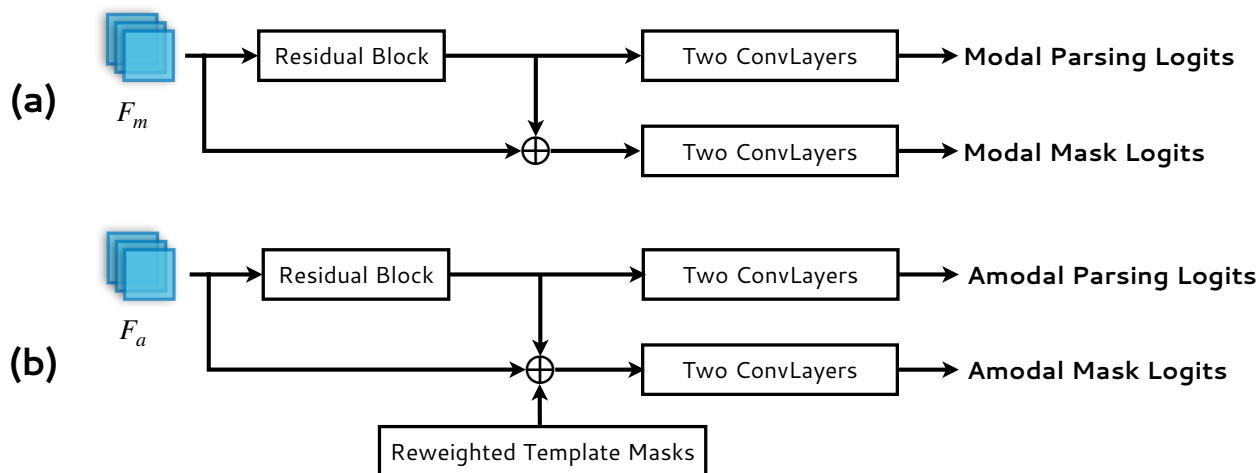 (a)
F_m
Residual Block
Two ConvLayers
Modal Parsing Logits
Two ConvLayers
Modal Mask Logits
(b)
F_a
Residual Block
Two ConvLayers
Amodal Parsing Logits
Two ConvLayers
Amodal Mask Logits
Reweighted Template Masks